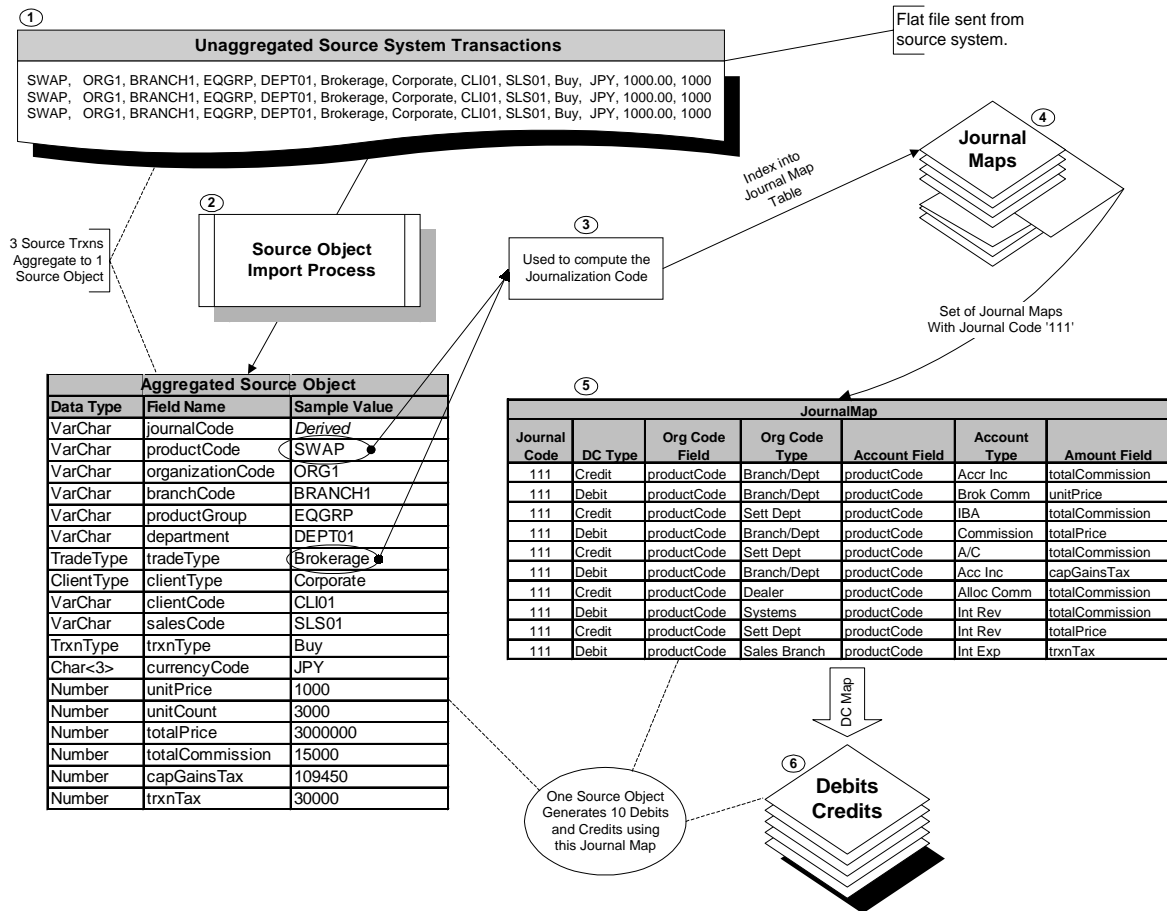 1
Unaggregated Source System Transactions
SWAP, ORG1, BRANCH1, EQGRP, DEPT01, Brokerage, Corporate, CLI01, SLS01, Buy, JPY, 1000.00, 1000
SWAP, ORG1, BRANCH1, EQGRP, DEPT01, Brokerage, Corporate, CLI01, SLS01, Buy, JPY, 1000.00, 1000
SWAP, ORG1, BRANCH1, EQGRP, DEPT01, Brokerage, Corporate, CLI01, SLS01, Buy, JPY, 1000.00, 1000
Flat file sent from
source system.
2
Source Object
Import Process
3 Source Trxns
Aggregate to 1
Source Object
3
Used to compute the
Journalization Code
Index into
Journal Map
Table
4
Journal
Maps
Set of Journal Maps
With Journal Code '111'
Aggregated Source Object
Data Type Field Name Sample Value
VarChar journalCode Derived
VarChar productCode SWAP
VarChar organizationCode ORG1
VarChar branchCode BRANCH1
VarChar productGroup EQGRP
VarChar department DEPT01
TradeType tradeType Brokerage
ClientType clientType Corporate
VarChar clientCode CLI01
VarChar salesCode SLS01
TrxnType trxnType Buy
Char<3> currencyCode JPY
Number unitPrice 1000
Number unitCount 3000
Number totalPrice 3000000
Number totalCommission 15000
Number capGainsTax 109450
Number trxnTax 30000
5
JournalMap
Journal Code DC Type Org Code Field Org Code Type Account Field Account Type Amount Field
111 Credit productCode Branch/Dept productCode Accr Inc totalCommission
111 Debit productCode Branch/Dept productCode Brok Comm unitPrice
111 Credit productCode Sett Dept productCode IBA totalCommission
111 Debit productCode Branch/Dept productCode Commission totalPrice
111 Credit productCode Sett Dept productCode A/C totalCommission
111 Debit productCode Branch/Dept productCode Acc Inc capGainsTax
111 Credit productCode Dealer productCode Alloc Comm totalCommission
111 Debit productCode Systems productCode Int Rev totalCommission
111 Credit productCode Sett Dept productCode Int Rev totalPrice
111 Debit productCode Sales Branch productCode Int Exp trxnTax
DC Map
6
Debits
Credits
One Source Object
Generates 10 Debits
and Credits using
this Journal Map